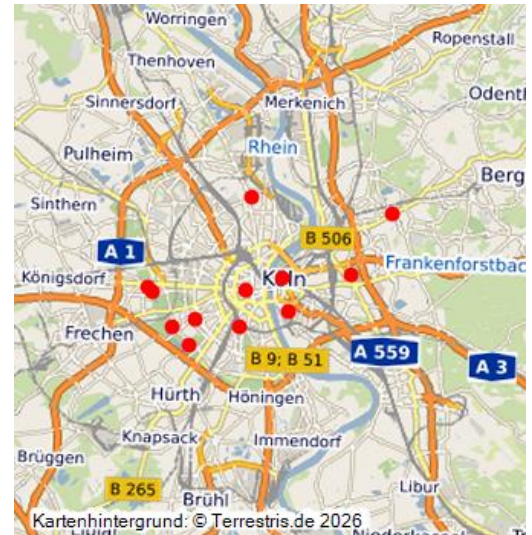 Worringen
Ropenstall
Thenhoven
Odenth
Sinnersdorf
Merkenich
Rhein
Pulheim
Berg
Sinthern
B 506
A 1
Königsdorf
Köln
Frankenforstbac
Frechen
B 9; B 51
A 559
A 3
Hürth
Höningen
Knapsack
Immendorf
Brüggen
B 265
Brühl
Libur
Kartenhintergrund: © Terrestris.de 2026